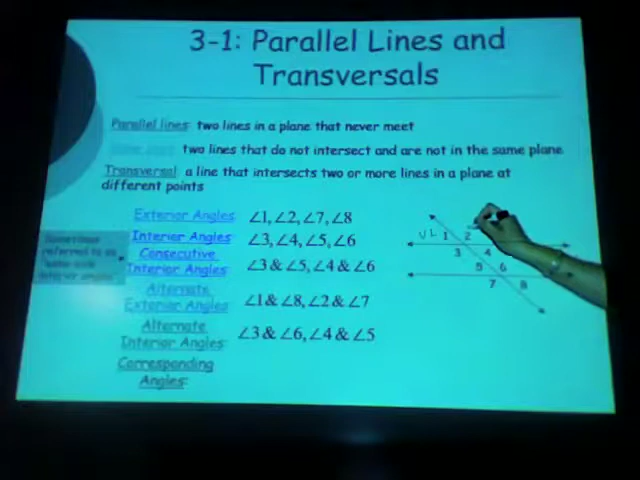 3-1: Parallel Lines and
Transversals
Parallel lines: two lines in a plane that never meet
two lines that do not intersect and are not in the same plane
Transversal: a line that intersects two or more lines in a plane at
different points
Exterior Angles: ∠1, ∠2, ∠7, ∠8
Interior Angles: ∠3, ∠4, ∠5, ∠6
Consecutive
Interior Angles: ∠3 & ∠5, ∠4 & ∠6
Alternate
Exterior Angles: ∠1 & ∠8, ∠2 & ∠7
Alternate
Interior Angles: ∠3 & ∠6, ∠4 & ∠5
Corresponding
Angles:
Sometimes
referred to as
interior angles
UL 1 2
3 4
5 6
7 8